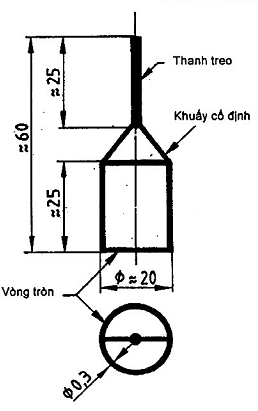 Thanh treo
≈25
Khuấy cố định
≈60
≈25
Vòng tròn
Φ≈20
Φ0,3